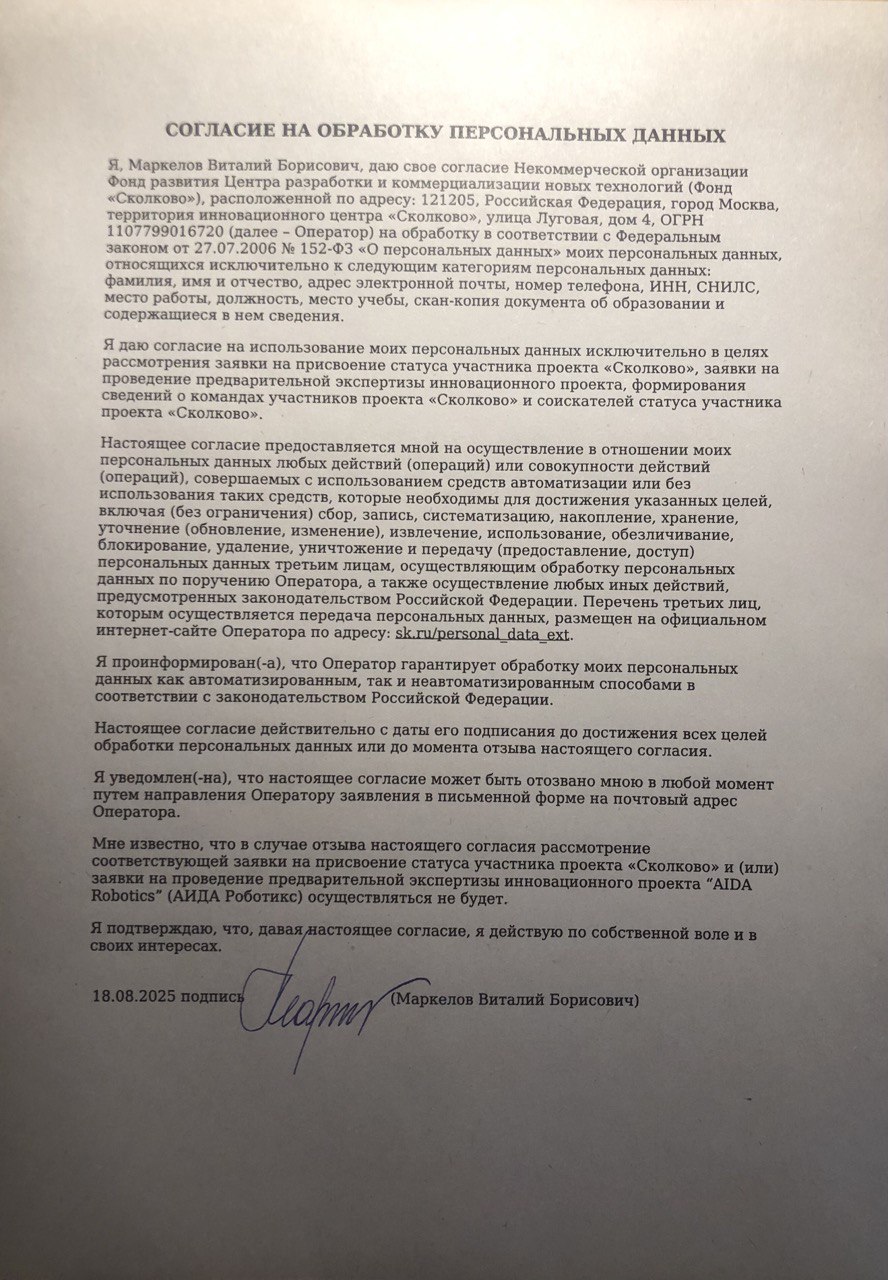 СОГЛАСИЕ НА ОБРАБОТКУ ПЕРСОНАЛЬНЫХ ДАННЫХ
Я, Маркелов Виталий Борисович, даю свое согласие Некоммерческой организации
Фонд развития Центра разработки и коммерциализации новых технологий (Фонд
«Сколково»), расположенной по адресу: 121205, Российская Федерация, город Москва,
территория инновационного центра «Сколково», улица Луговая, дом 4, ОГРН
1107799016720 (далее – Оператор) на обработку в соответствии с Федеральным
законом от 27.07.2006 № 152-ФЗ «О персональных данных» моих персональных данных,
относящихся исключительно к следующим категориям персональных данных:
фамилия, имя и отчество, адрес электронной почты, номер телефона, ИНН, СНИЛС,
место работы, должность, место учебы, скан-копия документа об образовании и
содержащиеся в нем сведения.
Я даю согласие на использование моих персональных данных исключительно в целях
рассмотрения заявки на присвоение статуса участника проекта «Сколково», заявки на
проведение предварительной экспертизы инновационного проекта, формирования
сведений о командах участников проекта «Сколково» и соискателей статуса участника
проекта «Сколково».
Настоящее согласие предоставляется мной на осуществление в отношении моих
персональных данных любых действий (операций) или совокупности действий
(операций), совершаемых с использованием средств автоматизации или без
использования таких средств, которые необходимы для достижения указанных целей,
включая (без ограничения) сбор, запись, систематизацию, накопление, хранение,
уточнение (обновление, изменение), извлечение, использование, обезличивание,
блокирование, удаление, уничтожение и передачу (предоставление, доступ)
персональных данных третьим лицам, осуществляющим обработку персональных
данных по поручению Оператора, а также осуществление любых иных действий,
предусмотренных законодательством Российской Федерации. Перечень третьих лиц,
которым осуществляется передача персональных данных, размещен на официальном
интернет-сайте Оператора по адресу: sk.ru/personal_data_ext.
Я проинформирован(-а), что Оператор гарантирует обработку моих персональных
данных как автоматизированным, так и неавтоматизированным способами в
соответствии с законодательством Российской Федерации.
Настоящее согласие действительно с даты его подписания до достижения всех целей
обработки персональных данных или до момента отзыва настоящего согласия.
Я уведомлен(-на), что настоящее согласие может быть отозвано мною в любой момент
путем направления Оператору заявления в письменной форме на почтовый адрес
Оператора.
Мне известно, что в случае отзыва настоящего согласия рассмотрение
соответствующей заявки на присвоение статуса участника проекта «Сколково» и (или)
заявки на проведение предварительной экспертизы инновационного проекта “AIDA
Robotics” (АИДА Роботикс) осуществляться не будет.
Я подтверждаю, что, давая настоящее согласие, я действую по собственной воле и в
своих интересах.
18.08.2025 подпись (Маркелов Виталий Борисович)